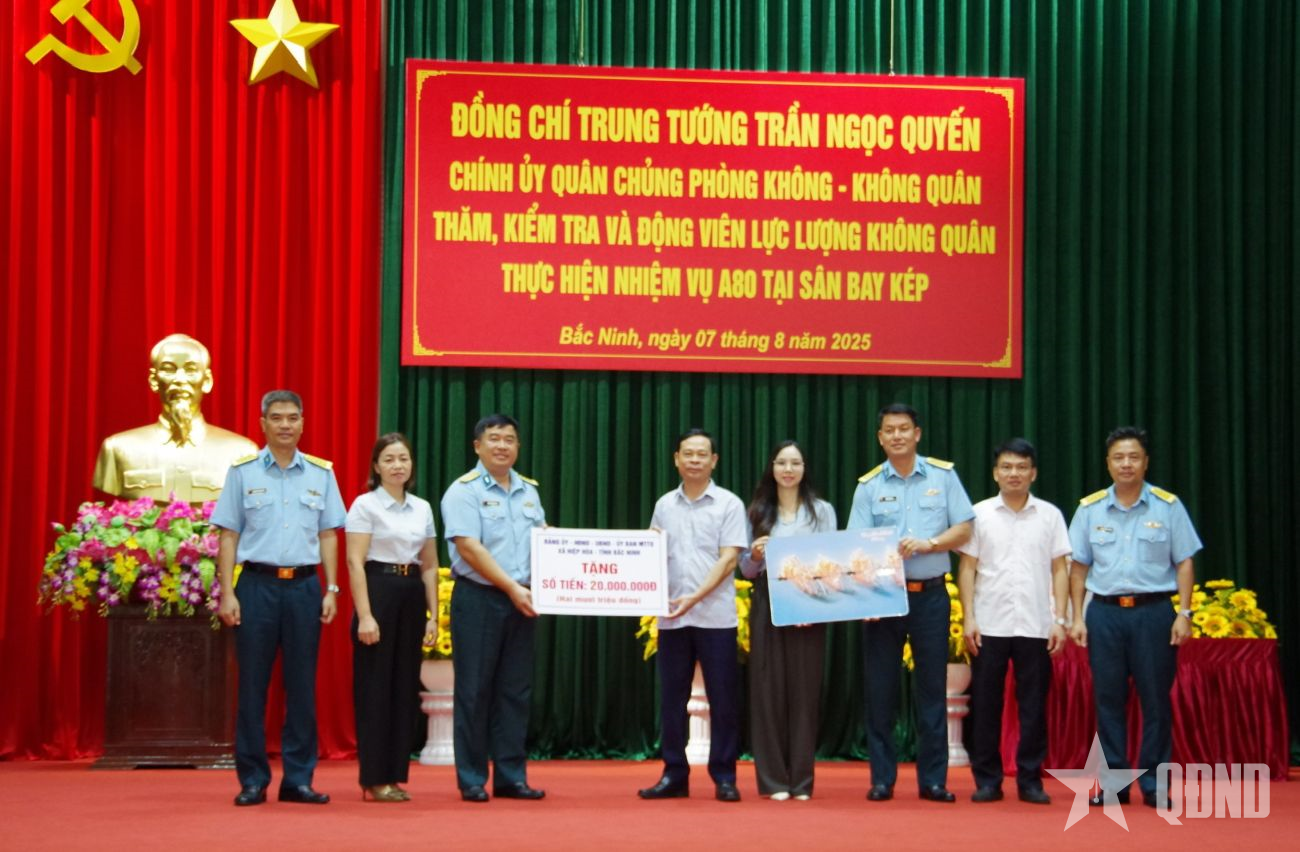 ĐỒNG CHÍ TRUNG TƯỚNG TRẦN NGỌC QUYẾN
CHÍNH ỦY QUÂN CHỦNG PHÒNG KHÔNG - KHÔNG QUÂN
THĂM, KIỂM TRA VÀ ĐỘNG VIÊN LỰC LƯỢNG KHÔNG QUÂN
THỰC HIỆN NHIỆM VỤ A80 TẠI SÂN BAY KÉP
Bắc Ninh, ngày 07 tháng 8 năm 2025
ĐẢNG ỦY - HĐND - UBND - ỦY BAN MTTQ
XÃ HIỆP HÒA - TỈNH BẮC NINH
TẶNG
SỐ TIỀN: 20.000.000Đ
(Hai mươi triệu đồng)
QĐND